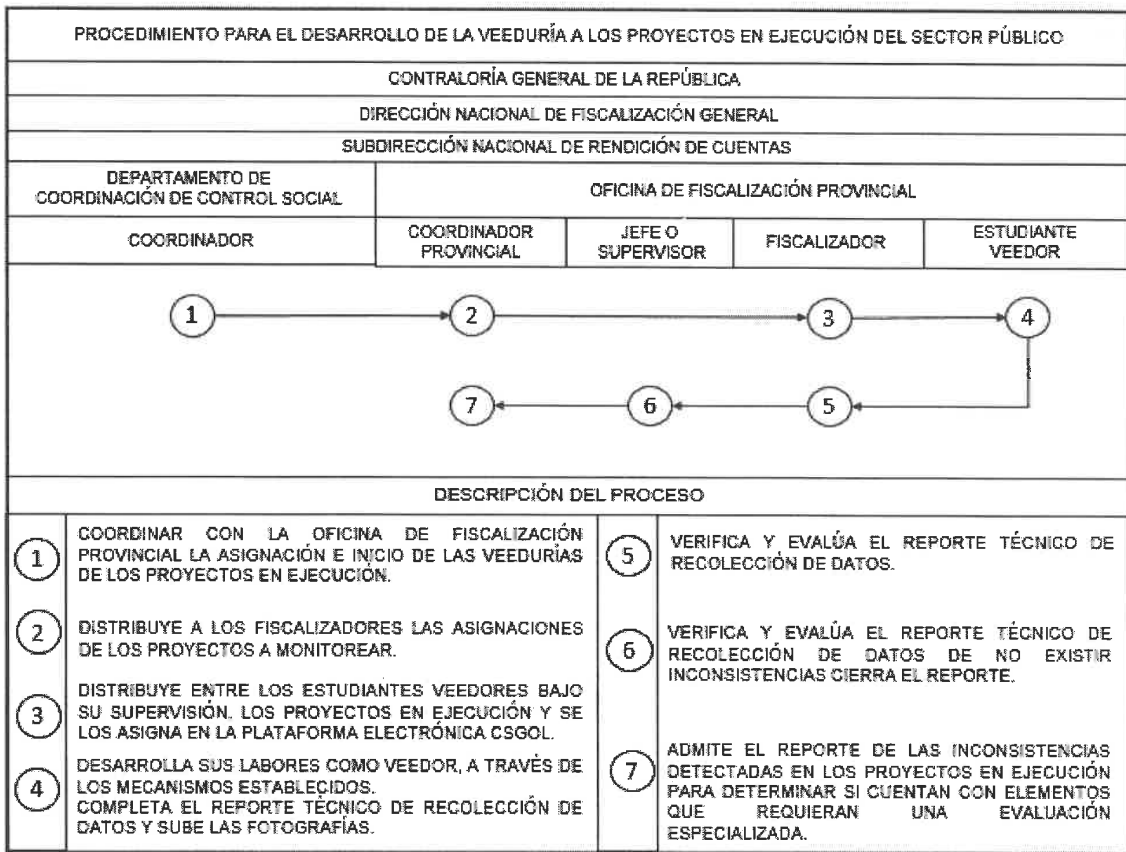 PROCEDIMIENTO PARA EL DESARROLLO DE LA VEEDURÍA A LOS PROYECTOS EN EJECUCIÓN DEL SECTOR PÚBLICO
CONTRALORÍA GENERAL DE LA REPÚBLICA
DIRECCIÓN NACIONAL DE FISCALIZACIÓN GENERAL
SUBDIRECCIÓN NACIONAL DE RENDICIÓN DE CUENTAS
DEPARTAMENTO DE
COORDINACIÓN DE CONTROL SOCIAL
OFICINA DE FISCALIZACIÓN PROVINCIAL
COORDINADOR
COORDINADOR
PROVINCIAL
JEFE O
SUPERVISOR
FISCALIZADOR
ESTUDIANTE
VEEDOR
1
2
3
4
7
6
5
DESCRIPCIÓN DEL PROCESO
1
COORDINAR CON LA OFICINA DE FISCALIZACIÓN
PROVINCIAL LA ASIGNACIÓN E INICIO DE LAS VEEDURÍAS
DE LOS PROYECTOS EN EJECUCIÓN.
2
DISTRIBUYE A LOS FISCALIZADORES LAS ASIGNACIONES
DE LOS PROYECTOS A MONITOREAR.
3
DISTRIBUYE ENTRE LOS ESTUDIANTES VEEDORES BAJO
SU SUPERVISIÓN, LOS PROYECTOS EN EJECUCIÓN Y SE
LOS ASIGNA EN LA PLATAFORMA ELECTRÓNICA CSGOL.
4
DESARROLLA SUS LABORES COMO VEEDOR, A TRAVÉS DE
LOS MECANISMOS ESTABLECIDOS.
COMPLETA EL REPORTE TÉCNICO DE RECOLECCIÓN DE
DATOS Y SUBE LAS FOTOGRAFÍAS.
5
VERIFICA Y EVALÚA EL REPORTE TÉCNICO DE
RECOLECCIÓN DE DATOS.
6
VERIFICA Y EVALÚA EL REPORTE TÉCNICO DE
RECOLECCIÓN DE DATOS DE NO EXISTIR
INCONSISTENCIAS CIERRA EL REPORTE.
7
ADMITE EL REPORTE DE LAS INCONSISTENCIAS
DETECTADAS EN LOS PROYECTOS EN EJECUCIÓN
PARA DETERMINAR SI CUENTAN CON ELEMENTOS
QUE REQUIERAN UNA EVALUACIÓN
ESPECIALIZADA.